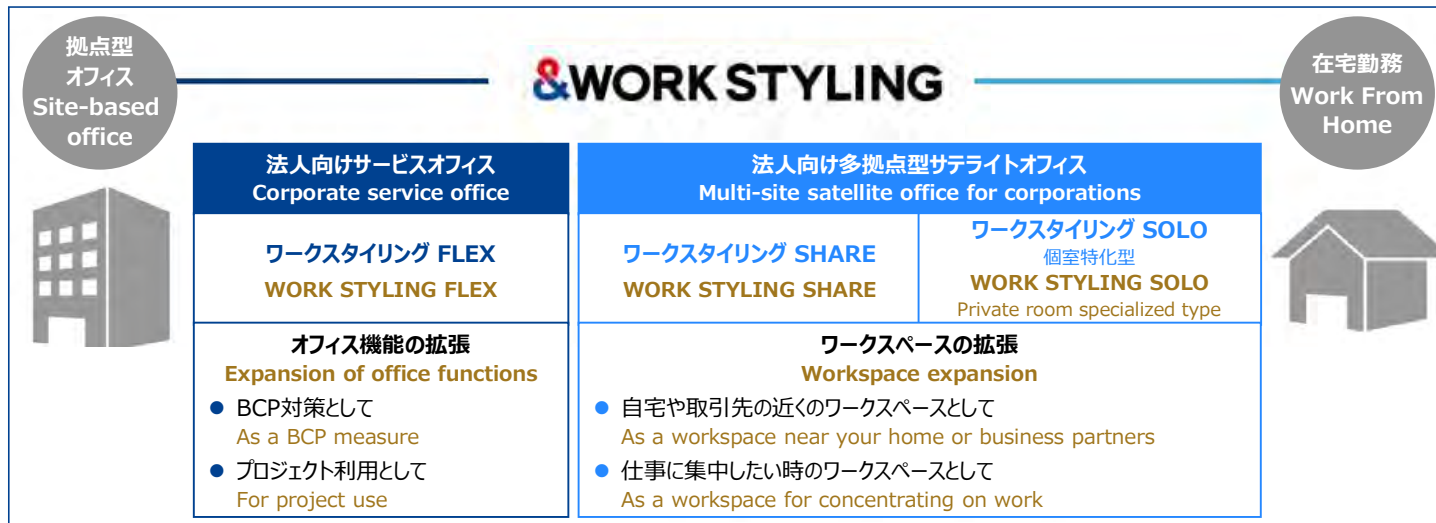 拠点型
オフィス
Site-based
office
&WORK STYLING
在宅勤務
Work From
Home
法人向けサービスオフィス
Corporate service office
法人向け多拠点型サテライトオフィス
Multi-site satellite office for corporations
ワークスタイリング FLEX
WORK STYLING FLEX
ワークスタイリング SHARE
WORK STYLING SHARE
ワークスタイリング SOLO
個室特化型
WORK STYLING SOLO
Private room specialized type
オフィス機能の拡張
Expansion of office functions
● BCP対策として
As a BCP measure
● プロジェクト利用として
For project use
ワークスペースの拡張
Workspace expansion
● 自宅や取引先の近くのワークスペースとして
As a workspace near your home or business partners
● 仕事に集中したい時のワークスペースとして
As a workspace for concentrating on work